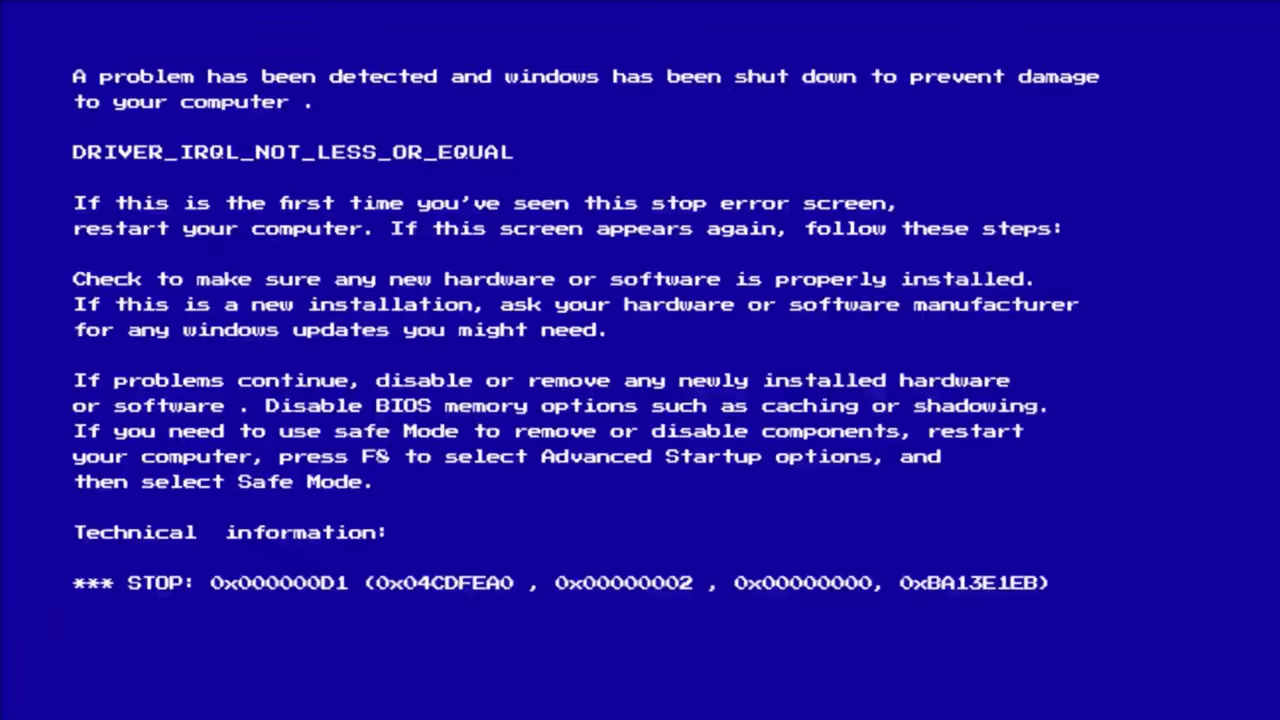 A problem has been detected and windows has been shut down to prevent damage
to your computer .
DRIVER_IRQL_NOT_LESS_OR_EQUAL
If this is the first time you've seen this stop error screen,
restart your computer. If this screen appears again, follow these steps:
Check to make sure any new hardware or software is properly installed.
If this is a new installation, ask your hardware or software manufacturer
for any windows updates you might need.
If problems continue, disable or remove any newly installed hardware
or software . Disable BIOS memory options such as caching or shadowing.
If you need to use safe Mode to remove or disable components, restart
your computer, press F8 to select Advanced Startup options, and
then select Safe Mode.
Technical  information:
*** STOP: 0x000000D1 (0x04CDFEA0 , 0x00000002 , 0x00000000, 0xBA13E1EB)